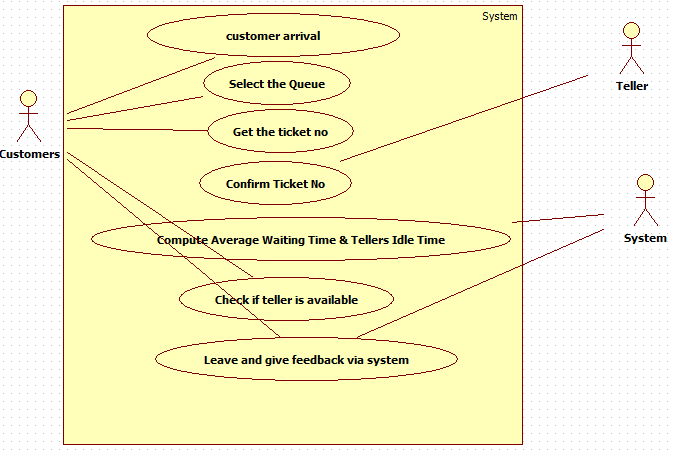 System
customer arrival
Select the Queue
Get the ticket no
Confirm Ticket No
Compute Average Waiting Time & Tellers Idle Time
Check if teller is available
Leave and give feedback via system
Customers
Teller
System